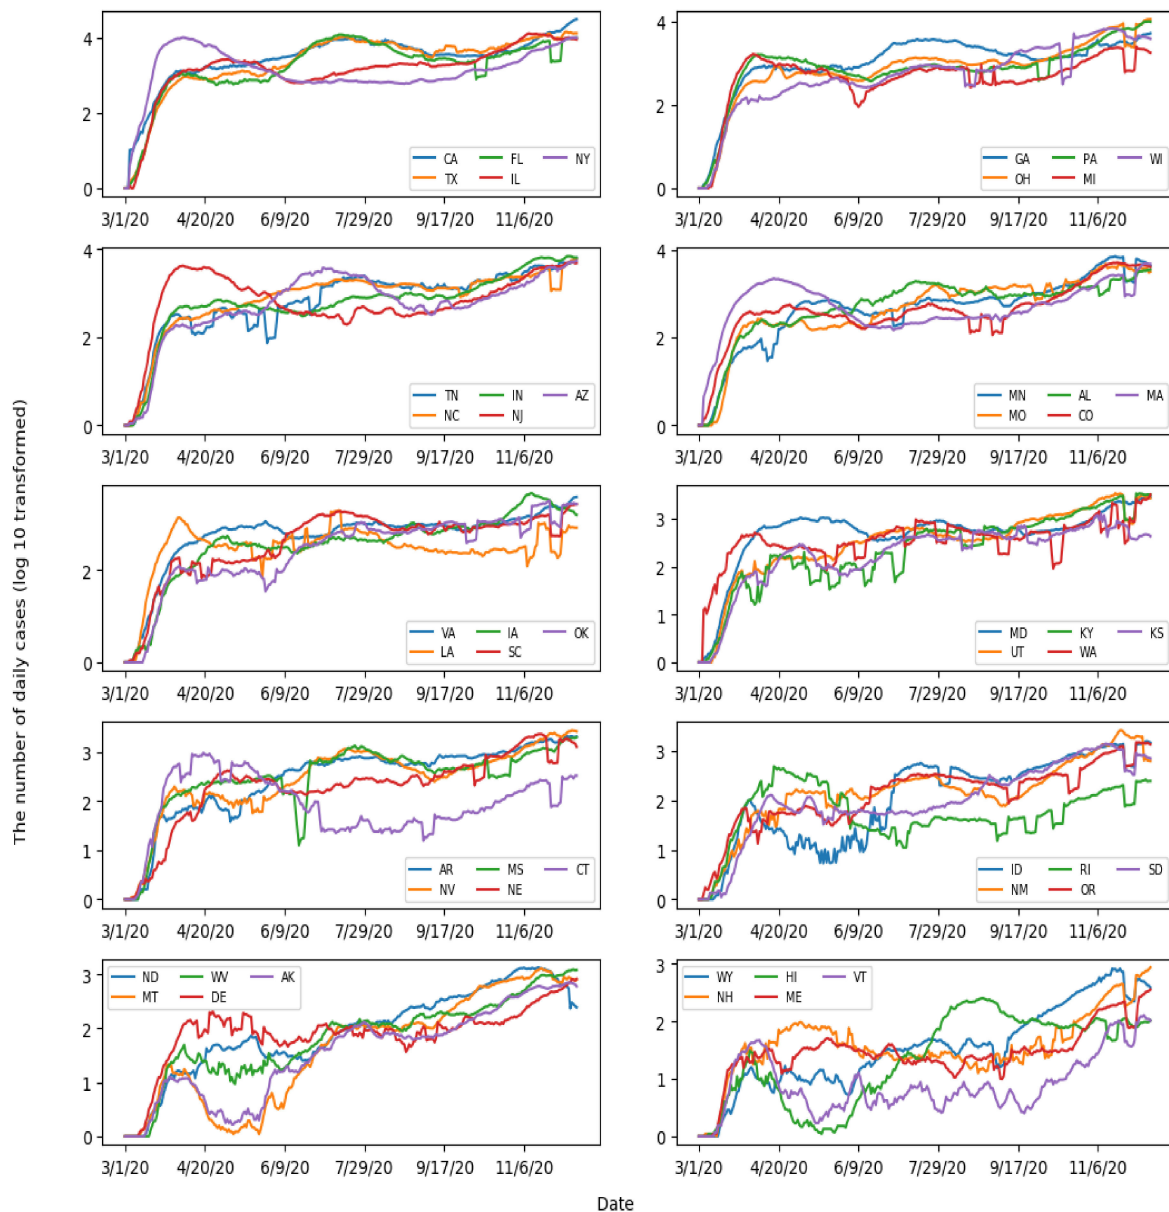 The number of daily cases (log 10 transformed)
4
2
0
CA FL NY
TX IL
3/1/20 4/20/20 6/9/20 7/29/20 9/17/20 11/6/20
4
2
0
GA PA WI
OH MI
3/1/20 4/20/20 6/9/20 7/29/20 9/17/20 11/6/20
4
2
0
TN IN AZ
NC NJ
3/1/20 4/20/20 6/9/20 7/29/20 9/17/20 11/6/20
4
2
0
MN AL MA
MO CO
3/1/20 4/20/20 6/9/20 7/29/20 9/17/20 11/6/20
2
0
VA IA OK
LA SC
3/1/20 4/20/20 6/9/20 7/29/20 9/17/20 11/6/20
3
2
1
0
MD KY KS
UT WA
3/1/20 4/20/20 6/9/20 7/29/20 9/17/20 11/6/20
3
2
1
0
AR MS CT
NV NE
3/1/20 4/20/20 6/9/20 7/29/20 9/17/20 11/6/20
3
2
1
0
ID RI SD
NM OR
3/1/20 4/20/20 6/9/20 7/29/20 9/17/20 11/6/20
3
2
1
0
ND WV AK
MT DE
3/1/20 4/20/20 6/9/20 7/29/20 9/17/20 11/6/20
3
2
1
0
WY HI VT
NH ME
3/1/20 4/20/20 6/9/20 7/29/20 9/17/20 11/6/20
Date